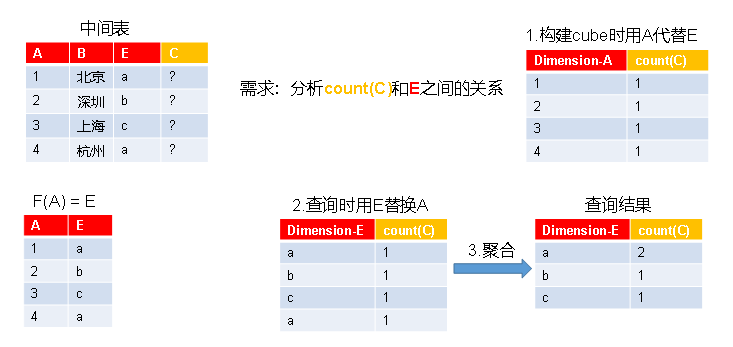 中间表
A B E C
1 北京 a ?
2 深圳 b ?
3 上海 c ?
4 杭州 a ?
需求: 分析count(C)和E之间的关系
1.构建cube时用A代替E
Dimension-A count(C)
1 1
2 1
3 1
4 1
F(A) = E
A E
1 a
2 b
3 c
4 a
2.查询时用E替换A
Dimension-E count(C)
a 1
b 1
c 1
a 1
3.聚合
查询结果
Dimension-E count(C)
a 2
b 1
c 1